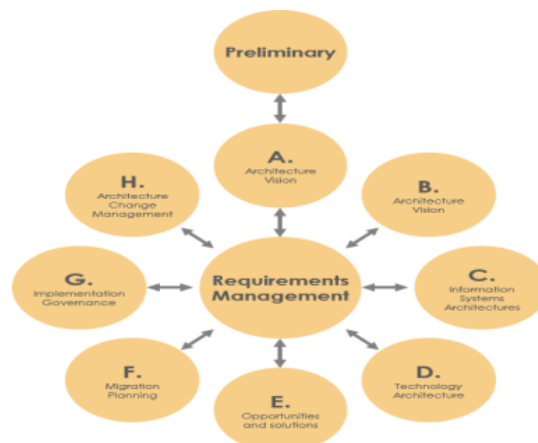 Preliminary
A.
Architecture
Vision
H.
Architecture
Change
Management
B.
Architecture
Vision
G.
Implementation
Governance
Requirements
Management
C.
Information
Systems
Architectures
F.
Migration
Planning
E.
Opportunities
and solutions
D.
Technology
Architecture